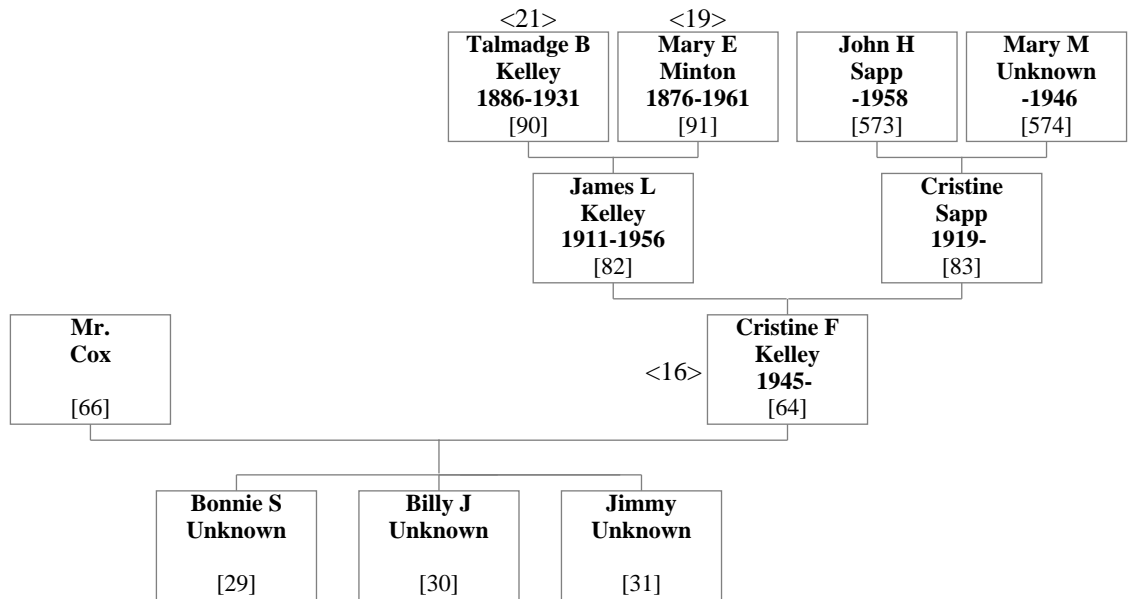 <21>
<19>
Talmadge B
Kelley
1886-1931
[90]
Mary E
Minton
1876-1961
[91]
John H
Sapp
-1958
[573]
Mary M
Unknown
-1946
[574]
James L
Kelley
1911-1956
[82]
Cristine
Sapp
1919-
[83]
Mr.
Cox
[66]
<16>
Cristine F
Kelley
1945-
[64]
Bonnie S
Unknown
[29]
Billy J
Unknown
[30]
Jimmy
Unknown
[31]